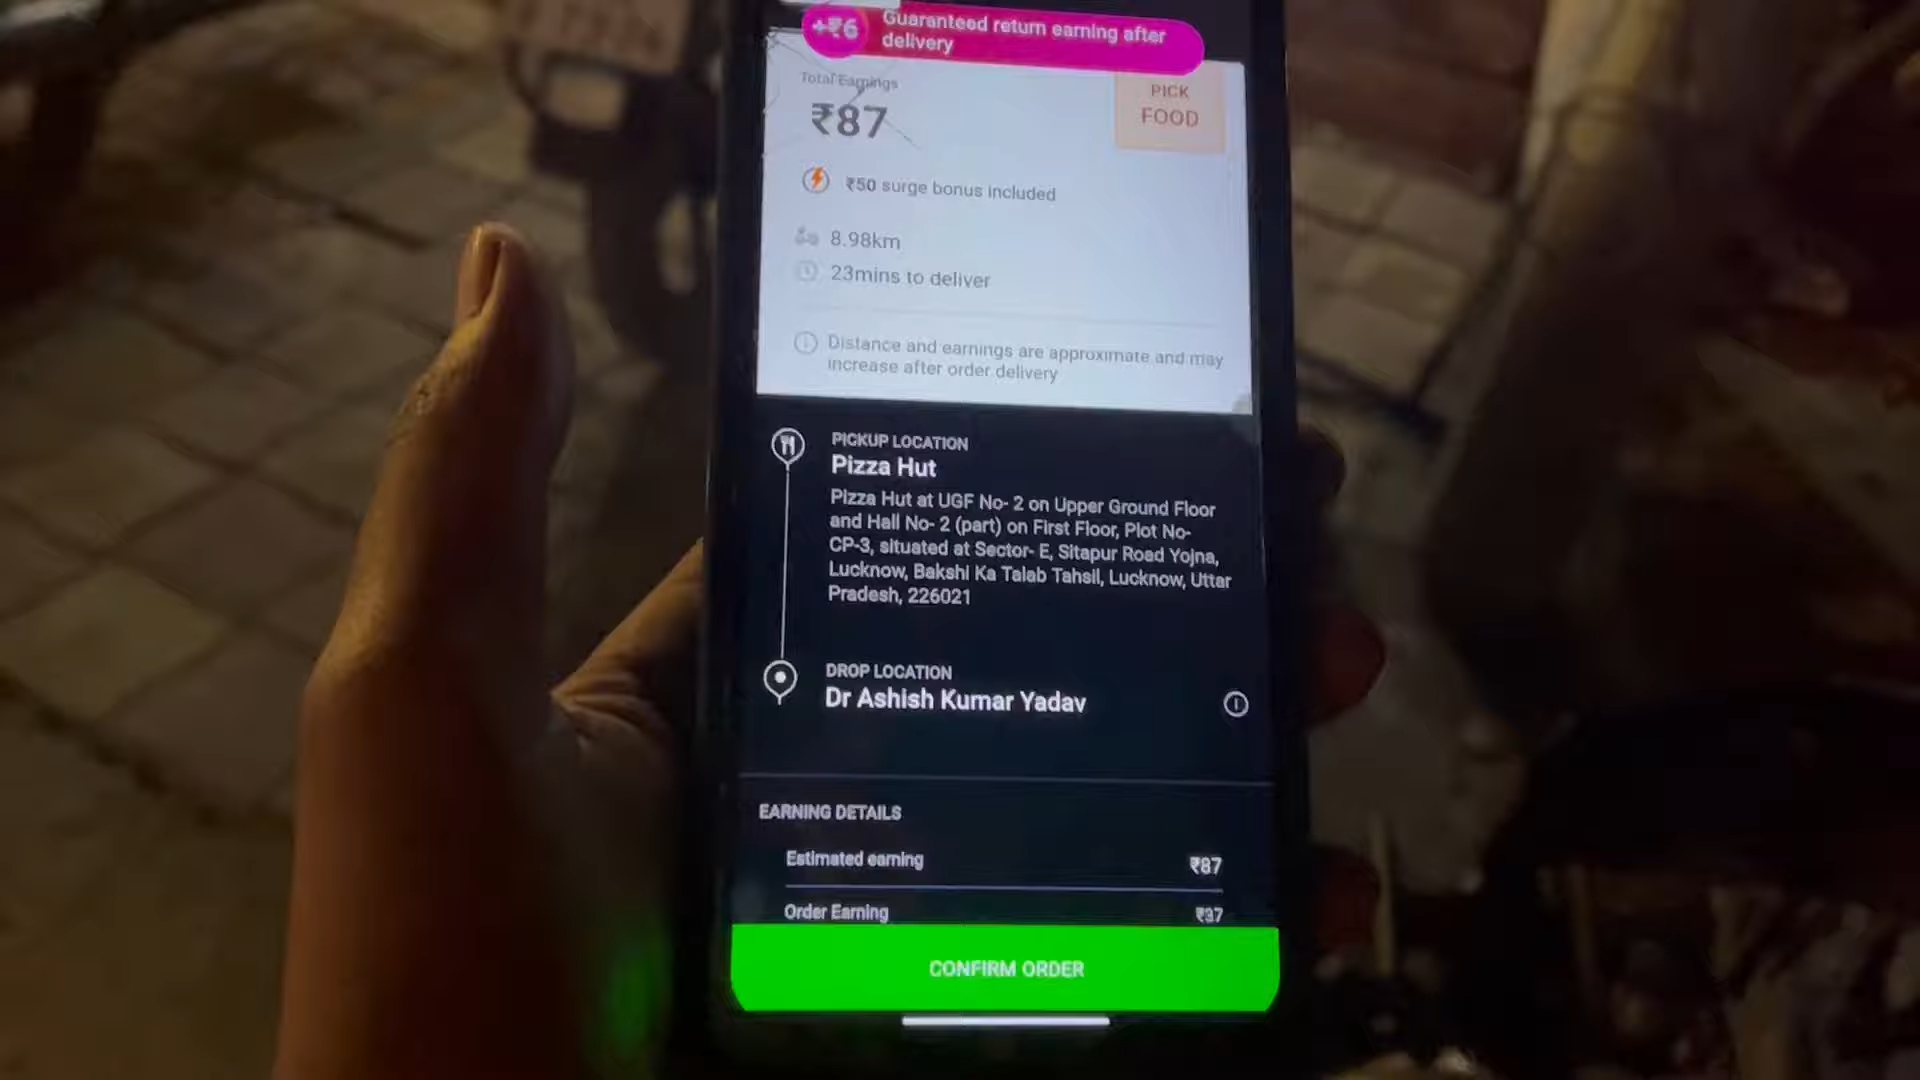 +₹6
Guaranteed return earning after
delivery
Total Earnings
₹87
PICK
FOOD
₹50 surge bonus included
8.98km
23mins to deliver
Distance and earnings are approximate and may
increase after order delivery
PICKUP LOCATION
Pizza Hut
Pizza Hut at UGF No- 2 on Upper Ground Floor
and Hall No- 2 (part) on First Floor, Plot No-
CP-3, situated at Sector- E, Sitapur Road Yojna,
Lucknow, Bakshi Ka Talab Tahsil, Lucknow, Uttar
Pradesh, 226021
DROP LOCATION
Dr Ashish Kumar Yadav
EARNING DETAILS
Estimated earning ₹87
Order Earning ₹37
CONFIRM ORDER